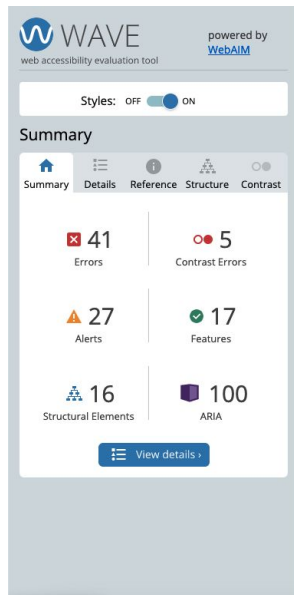 WAVE
web accessibility evaluation tool
powered by
WebAIM
Styles: OFF ON
Summary
Summary Details Reference Structure Contrast
41 5
Errors Contrast Errors
27 17
Alerts Features
16 100
Structural Elements ARIA
View details ›